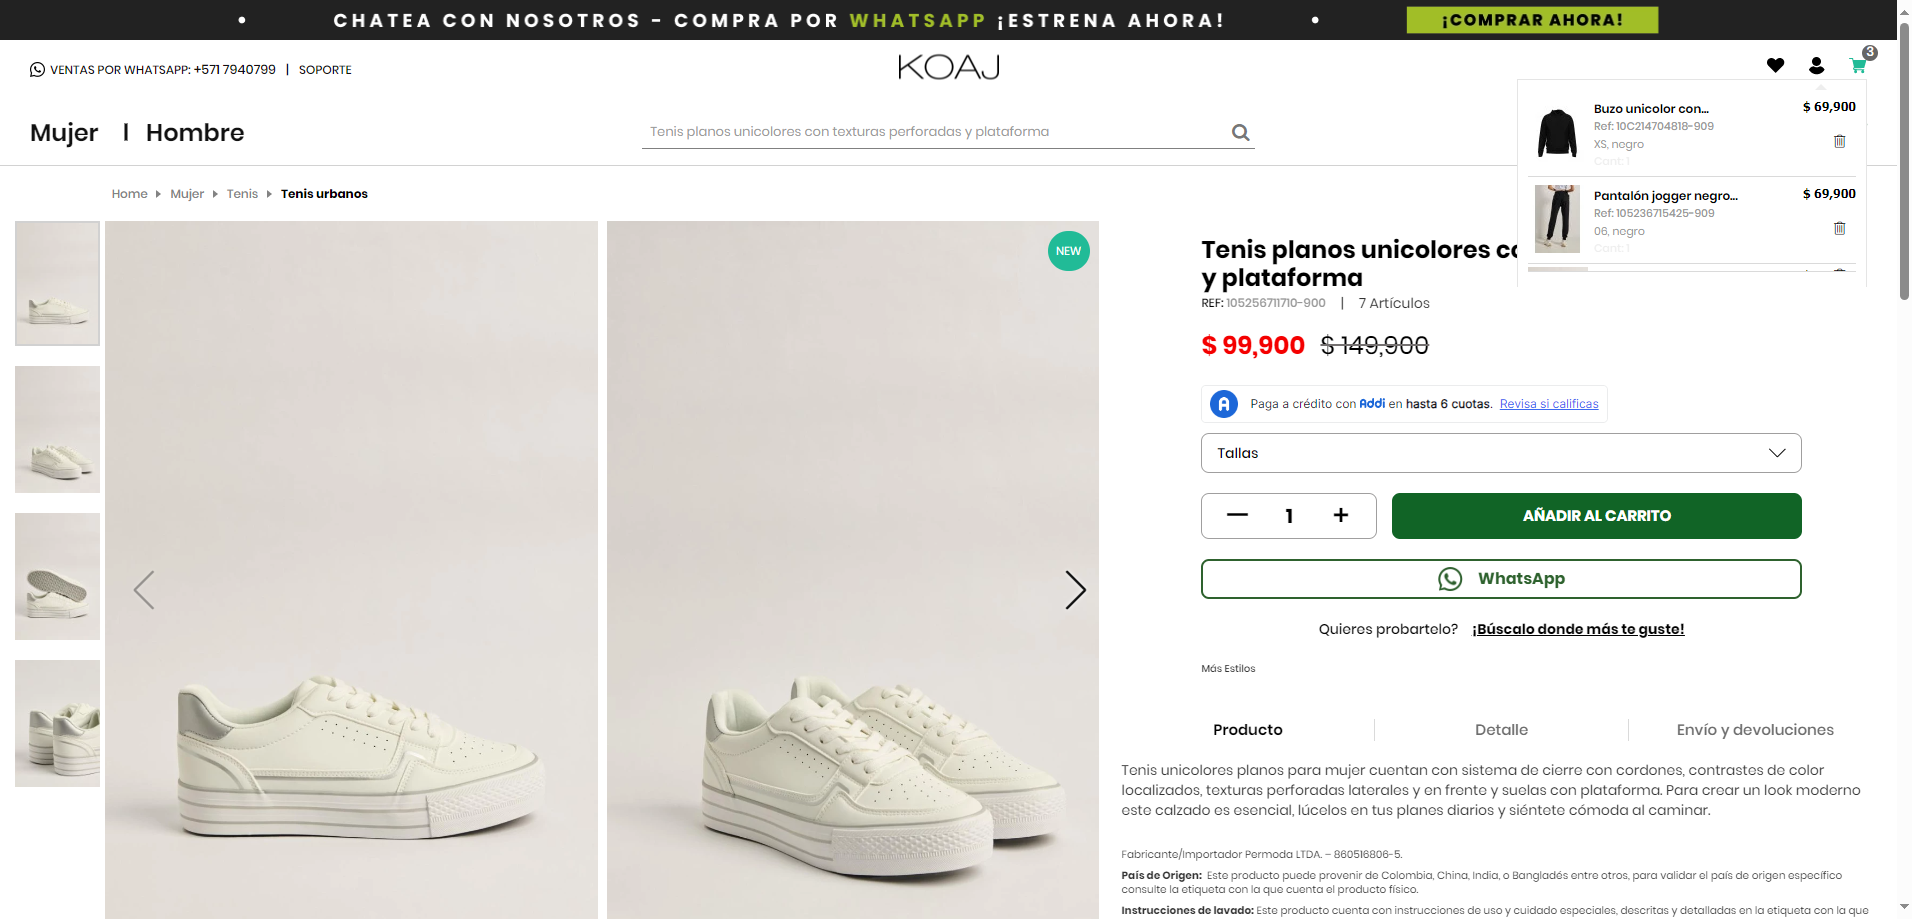 CHATEA CON NOSOTROS - COMPRA POR WHATSAPP ¡ESTRENA AHORA!
¡COMPRAR AHORA!
VENTAS POR WHATSAPP: +571 7940799 | SOPORTE
KOAJ
3
Mujer | Hombre
Tenis planos unicolores con texturas perforadas y plataforma
Buzo unicolor con...
$ 69,900
Ref: 10C214704818-909
XS, negro
Cant: 1
Pantalón jogger negro...
$ 69,900
Ref: 105236715425-909
06, negro
Cant: 1
Home
Mujer
Tenis
Tenis urbanos
NEW
Tenis planos unicolores
y plataforma
REF: 105256711710-900 | 7 Artículos
$ 99,900 $ 149,900
Paga a crédito con Addi en hasta 6 cuotas. Revisa si calificas
Tallas
1
AÑADIR AL CARRITO
WhatsApp
Quieres probartelo? ¡Búscalo donde más te guste!
Más Estilos
Producto
Detalle
Envío y devoluciones
Tenis unicolores planos para mujer cuentan con sistema de cierre con cordones, contrastes de color
localizados, texturas perforadas laterales y en frente y suelas con plataforma. Para crear un look moderno
este calzado es esencial, lúcelos en tus planes diarios y siéntete cómoda al caminar.
Fabricante/Importador Permoda LTDA. – 860516806-5.
País de Origen: Este producto puede provenir de Colombia, China, India, o Bangladés entre otros, para validar el país de origen específico
consulte la etiqueta con la que cuenta el producto físico.
Instrucciones de lavado: Este producto cuenta con instrucciones de uso y cuidado especiales, descritas y detalladas en la etiqueta con la que